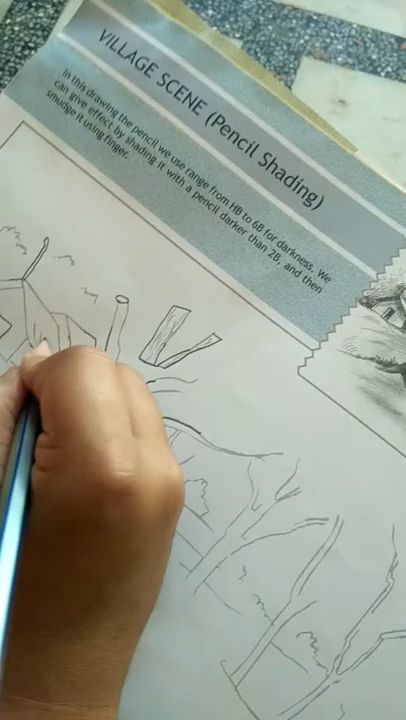 VILLAGE SCENE (Pencil Shading)
In this drawing the pencil we use range from HB to 6B for darkness. We
can give effect by shading it with a pencil darker than 2B, and then
smudge it using finger.